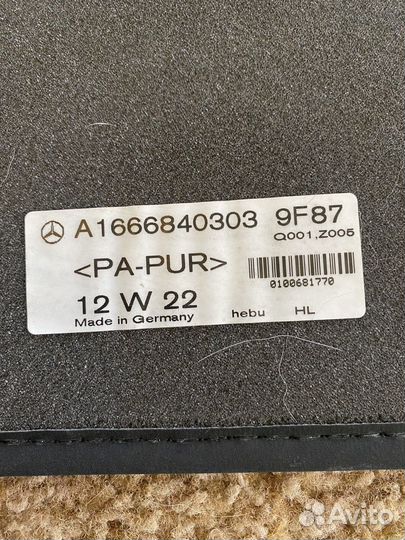 A1666840303 9F87
Q001,Z005
<PA-PUR>
0100681770
12 W 22
Made in Germany hebu HL
Avito